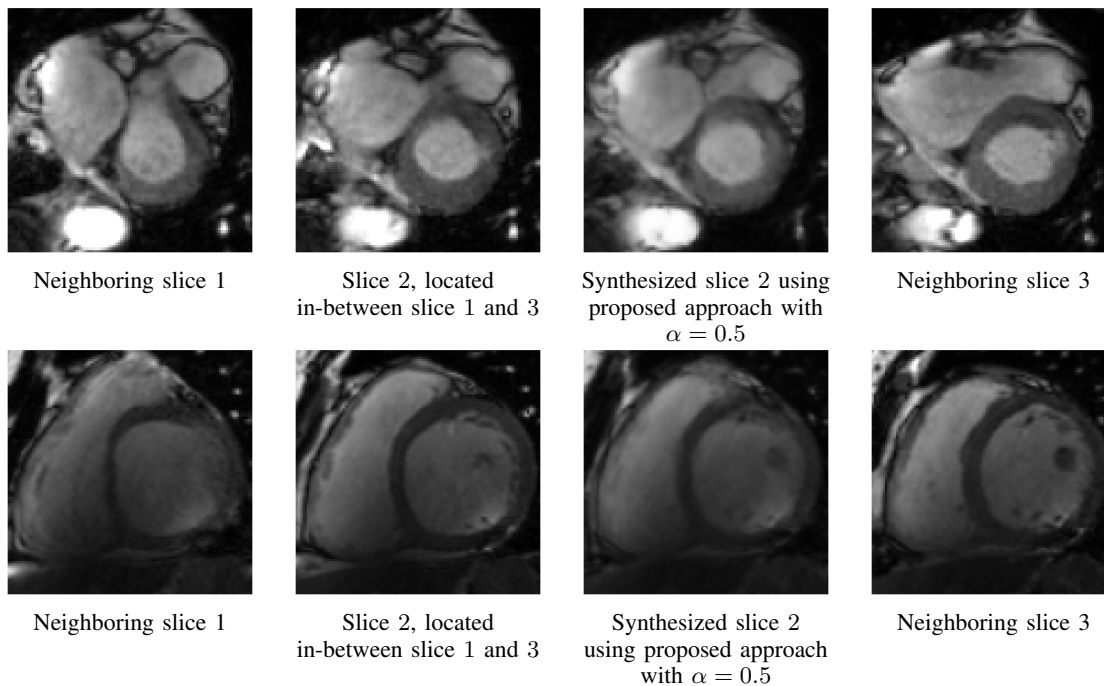 Neighboring slice 1
Slice 2, located
in-between slice 1 and 3
Synthesized slice 2 using
proposed approach with
α = 0.5
Neighboring slice 3
Neighboring slice 1
Slice 2, located
in-between slice 1 and 3
Synthesized slice 2
using proposed approach
with α = 0.5
Neighboring slice 3